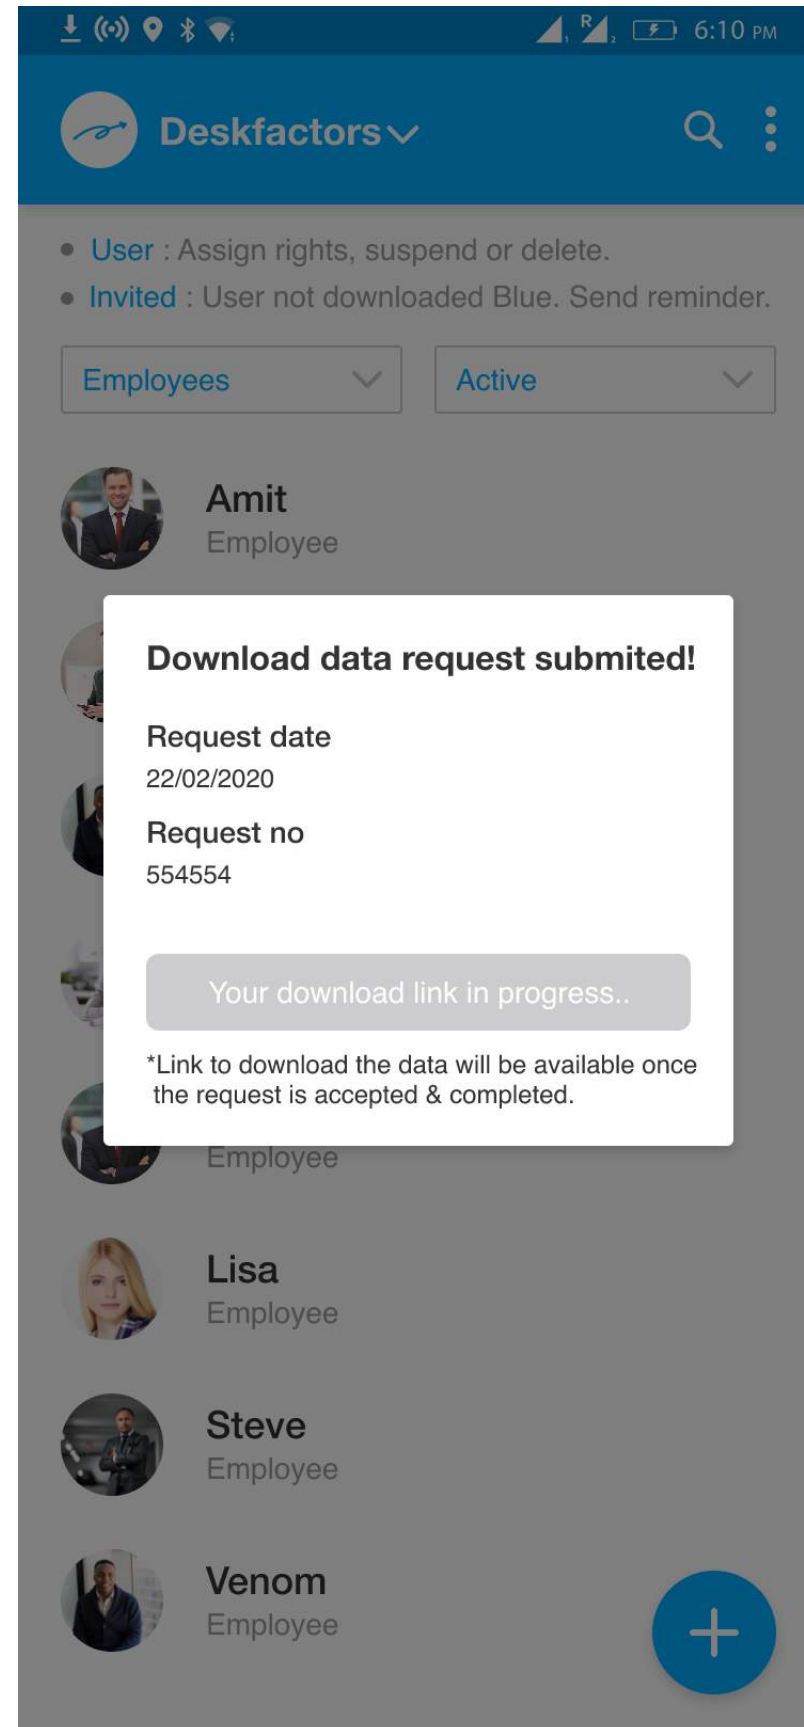 6:10 PM
Deskfactors
User : Assign rights, suspend or delete.
Invited : User not downloaded Blue. Send reminder.
Employees Active
Amit
Employee
Download data request submited!
Request date
22/02/2020
Request no
554554
Your download link in progress..
*Link to download the data will be available once
the request is accepted & completed.
Employee
Lisa
Employee
Steve
Employee
Venom
Employee